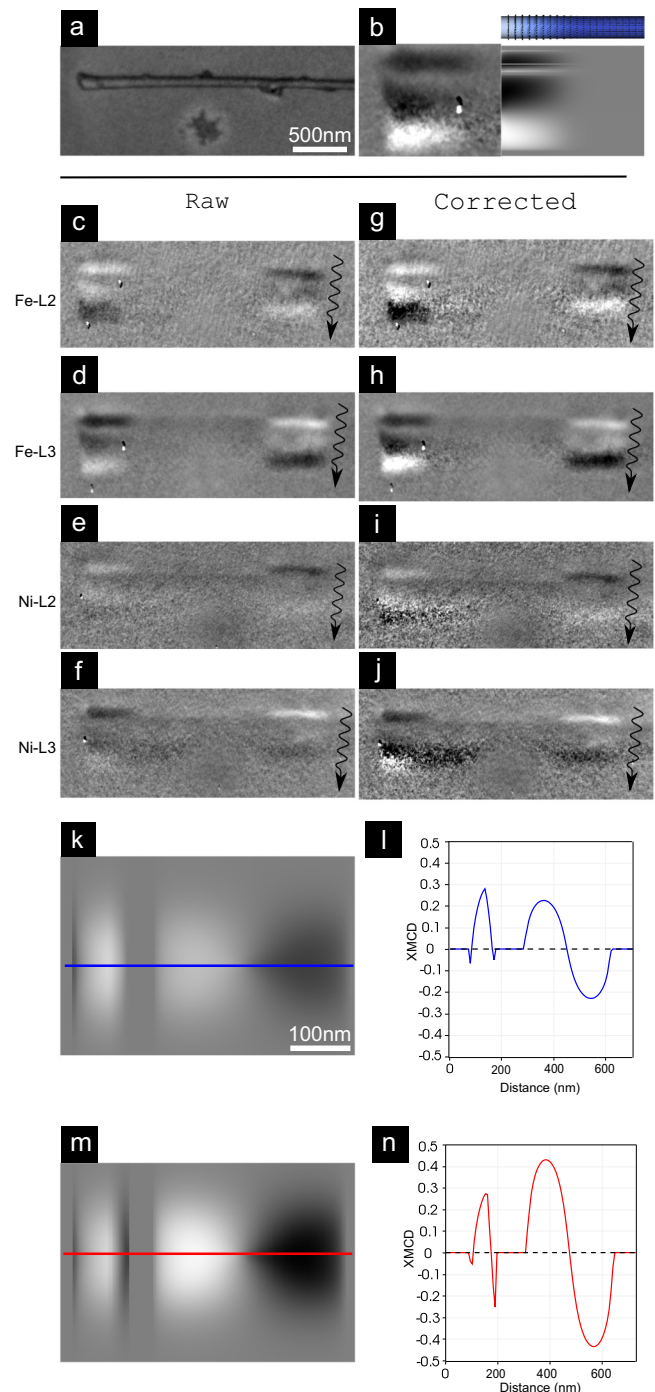 a
500nm
b
Raw
Corrected
c
g
Fe-L2
d
h
Fe-L3
e
i
Ni-L2
f
j
Ni-L3
k
100nm
l
0.5
0.4
0.3
0.2
0.1
0
-0.1
-0.2
-0.3
-0.4
-0.5
XMCD
0 200 400 600
Distance (nm)
m
n
0.5
0.4
0.3
0.2
0.1
0
-0.1
-0.2
-0.3
-0.4
-0.5
XMCD
0 200 400 600
Distance (nm)